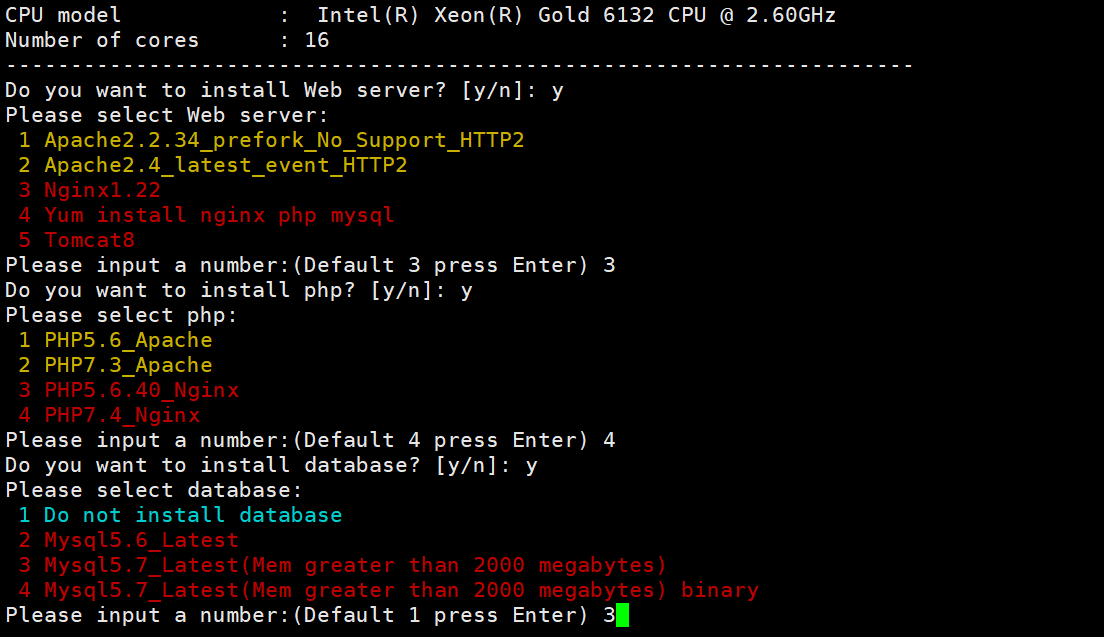 CPU model            :  Intel(R) Xeon(R) Gold 6132 CPU @ 2.60GHz
Number of cores      : 16
----------------------------------------------------------------------
Do you want to install Web server? [y/n]: y
Please select Web server:
 1 Apache2.2.34_prefork_No_Support_HTTP2
 2 Apache2.4_latest_event_HTTP2
 3 Nginx1.22
 4 Yum install nginx php mysql
 5 Tomcat8
Please input a number:(Default 3 press Enter) 3
Do you want to install php? [y/n]: y
Please select php:
 1 PHP5.6_Apache
 2 PHP7.3_Apache
 3 PHP5.6.40_Nginx
 4 PHP7.4_Nginx
Please input a number:(Default 4 press Enter) 4
Do you want to install database? [y/n]: y
Please select database:
 1 Do not install database
 2 Mysql5.6_Latest
 3 Mysql5.7_Latest(Mem greater than 2000 megabytes)
 4 Mysql5.7_Latest(Mem greater than 2000 megabytes) binary
Please input a number:(Default 1 press Enter) 3